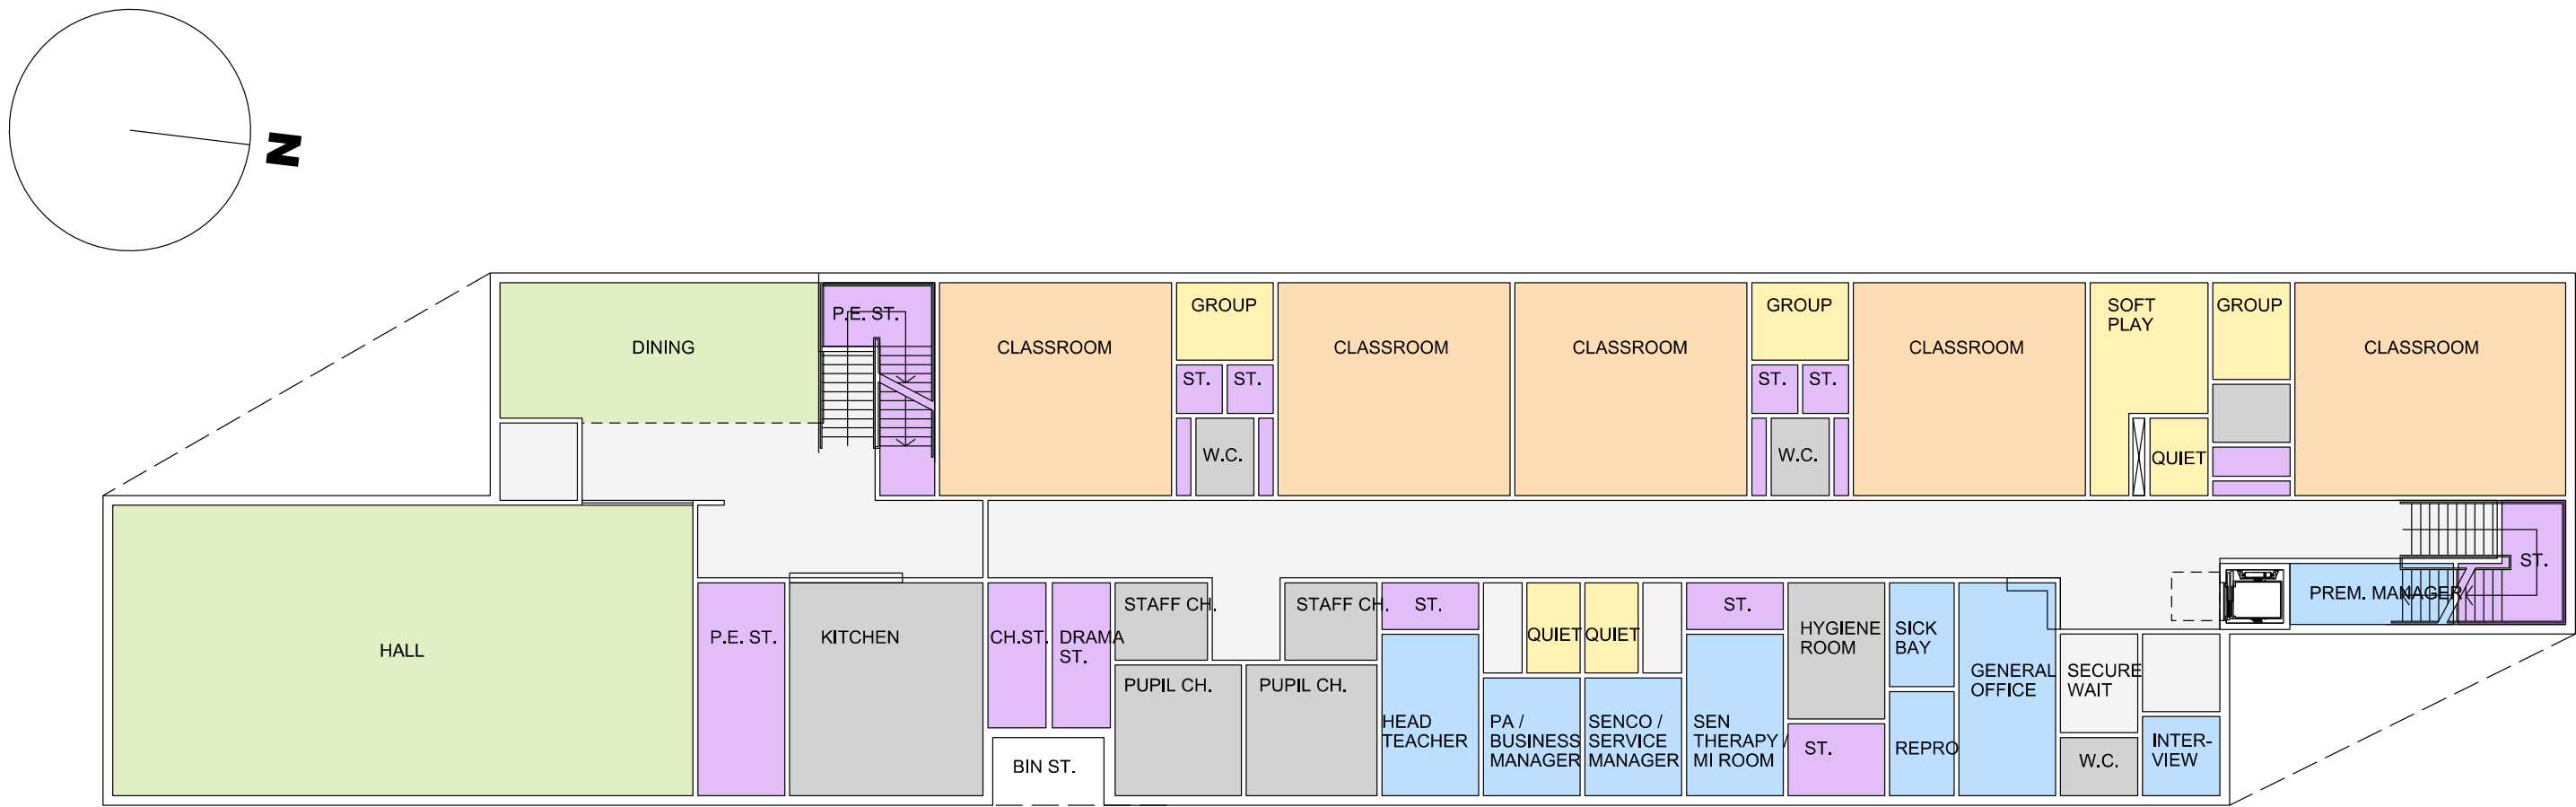 N
P.E. ST.
GROUP
GROUP
SOFT
PLAY
GROUP
DINING
CLASSROOM
CLASSROOM
CLASSROOM
CLASSROOM
CLASSROOM
ST.
ST.
ST.
ST.
W.C.
W.C.
QUIET
ST.
PREM. MANAGER
STAFF CH.
STAFF CH.
ST.
ST.
HALL
P.E. ST.
KITCHEN
CH.ST.
DRAMA
ST.
QUIET
QUIET
HYGIENE
ROOM
SICK
BAY
GENERAL
OFFICE
SECURE
WAIT
PUPIL CH.
PUPIL CH.
HEAD
TEACHER
PA /
BUSINESS
MANAGER
SENCO /
SERVICE
MANAGER
SEN
THERAPY /
MI ROOM
ST.
REPRO
W.C.
INTER-
VIEW
BIN ST.